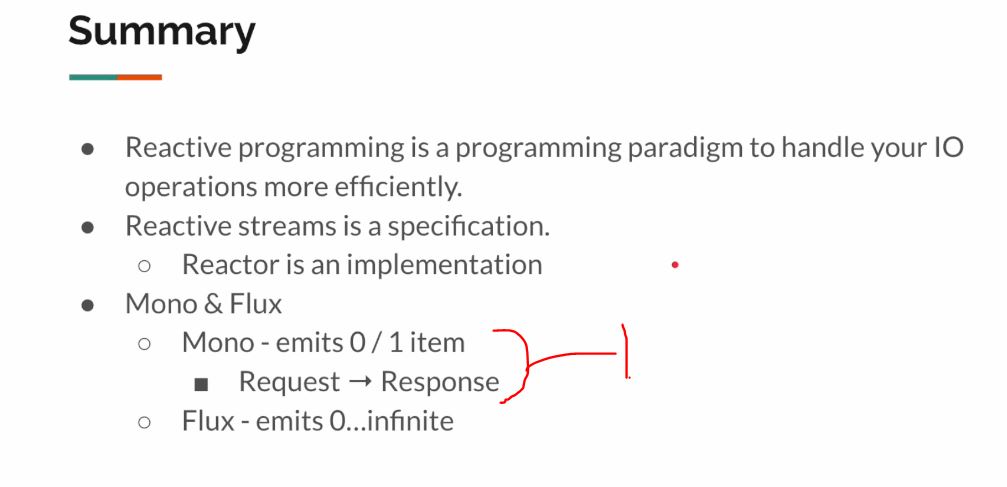 Summary
● Reactive programming is a programming paradigm to handle your IO
operations more efficiently.
● Reactive streams is a specification.
○ Reactor is an implementation
● Mono & Flux
○ Mono - emits 0 / 1 item
■ Request → Response
○ Flux - emits 0...infinite